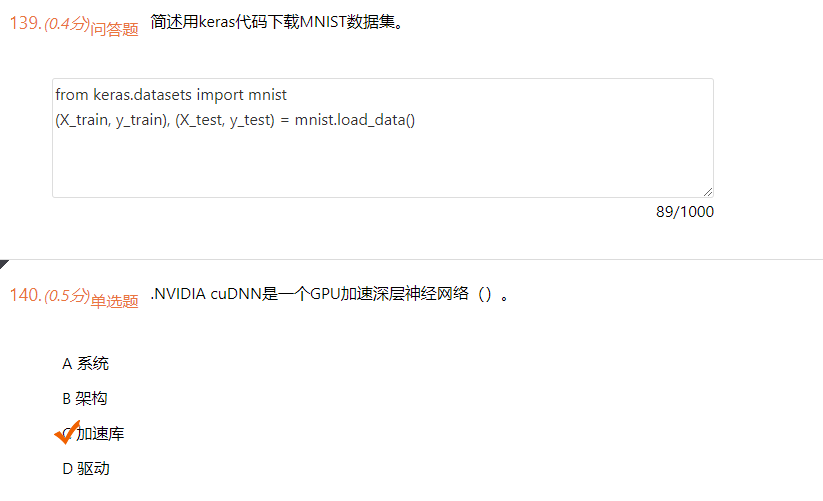 139.(0.4分)问答题 简述用keras代码下载MNIST数据集。
from keras.datasets import mnist
(X_train, y_train), (X_test, y_test) = mnist.load_data()
89/1000
140.(0.5分)单选题 .NVIDIA cuDNN是一个GPU加速深层神经网络（）。
A 系统
B 架构
C 加速库
D 驱动